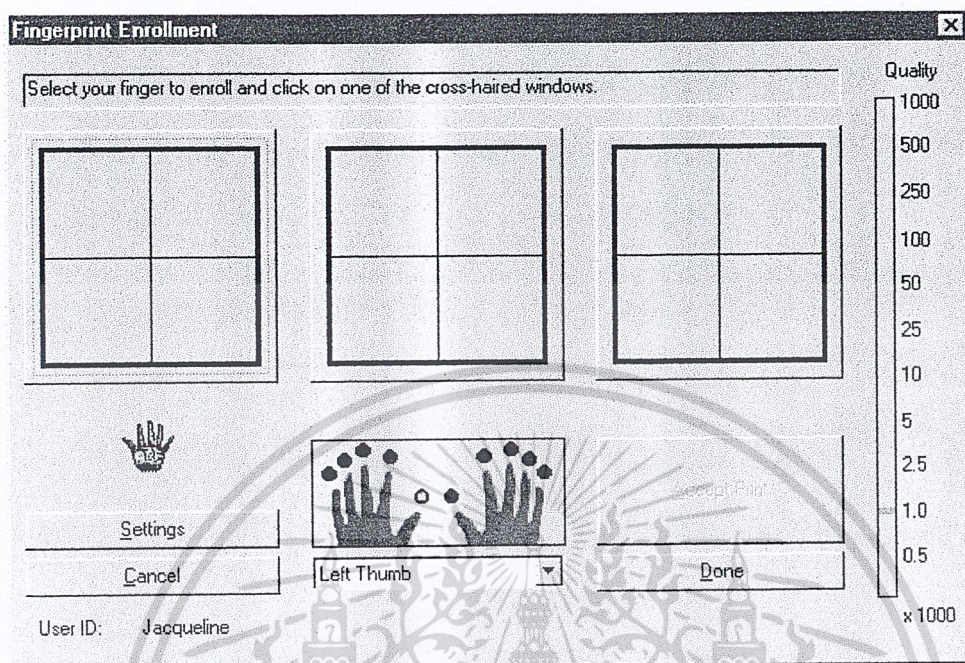 Fingerprint Enrollment
Select your finger to enroll and click on one of the cross-haired windows.
Quality
1000
500
250
100
50
25
10
5
2.5
1.0
0.5
x 1000
Accept Print
Settings
Cancel
Left Thumb
Done
User ID: Jacqueline